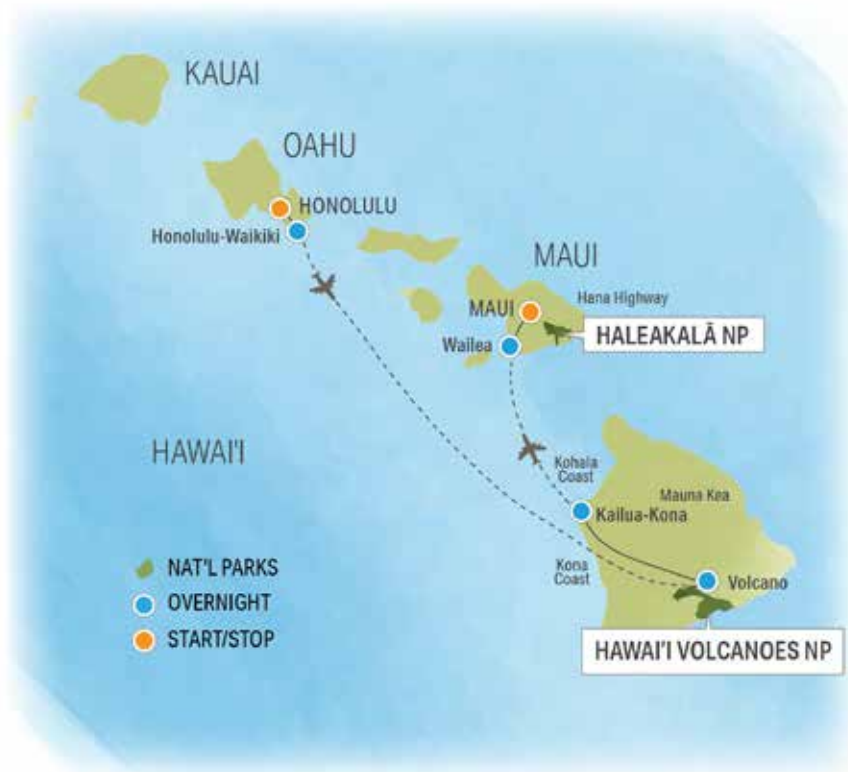 KAUAI
OAHU
HONOLULU
Honolulu-Waikiki
MAUI
Hana Highway
MAUI
HALEAKALĀ NP
Wailea
HAWAI'I
Kohala
Coast
Mauna Kea
Kailua-Kona
Kona
Coast
Volcano
NAT'L PARKS
OVERNIGHT
START/STOP
HAWAI'I VOLCANOES NP